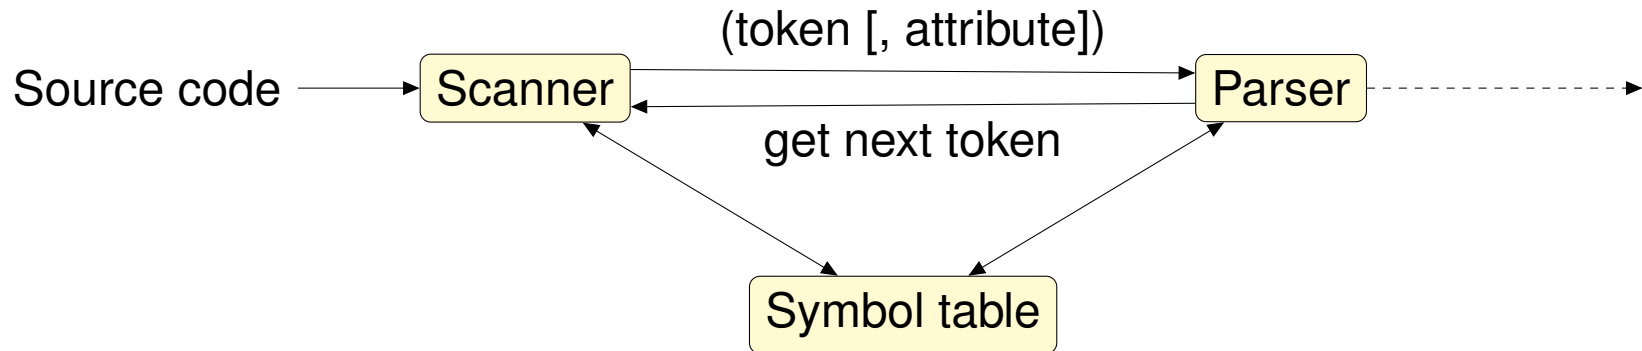 (token [, attribute])
Source code
Scanner
Parser
get next token
Symbol table